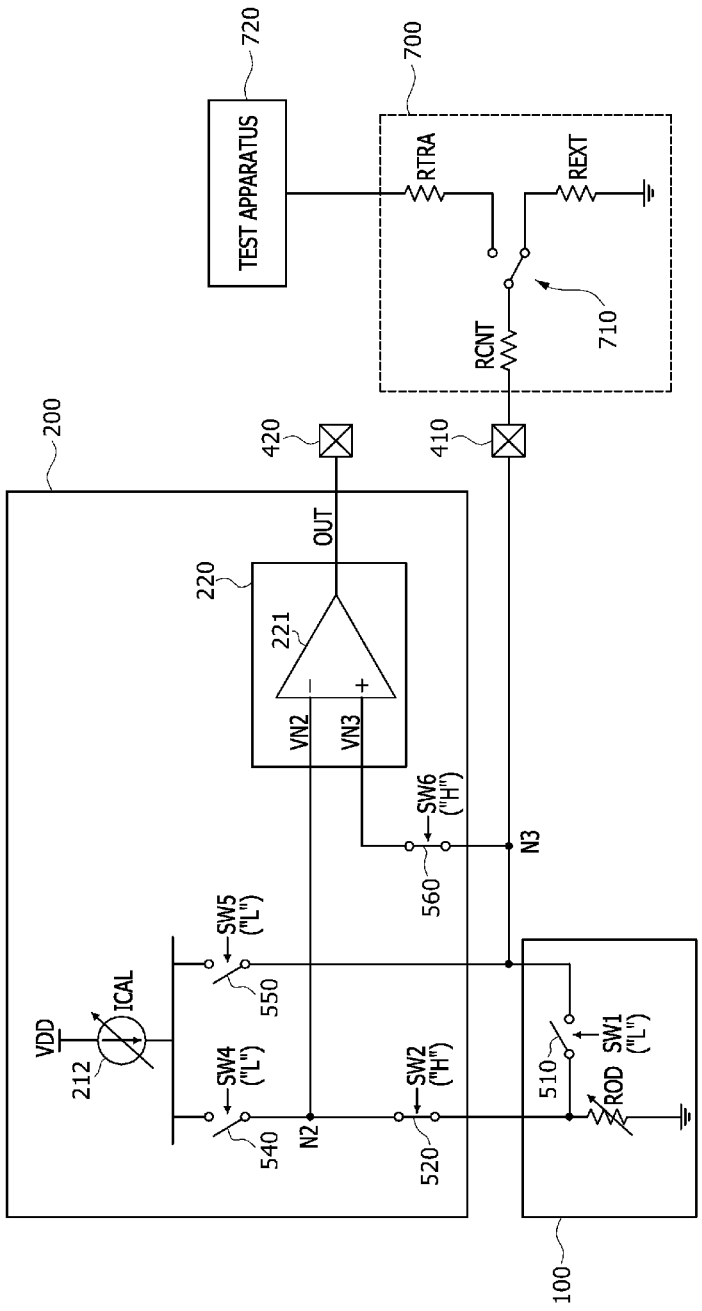 720
TEST APPARATUS
700
RTRA
REXT
RCNT
710
200
420
410
OUT
220
221
VN2
VN3
−
+
SW6
("H")
560
N3
VDD
ICAL
212
SW5
("L")
550
SW4
("L")
540
N2
SW2
("H")
520
510
SW1
("L")
ROD
100